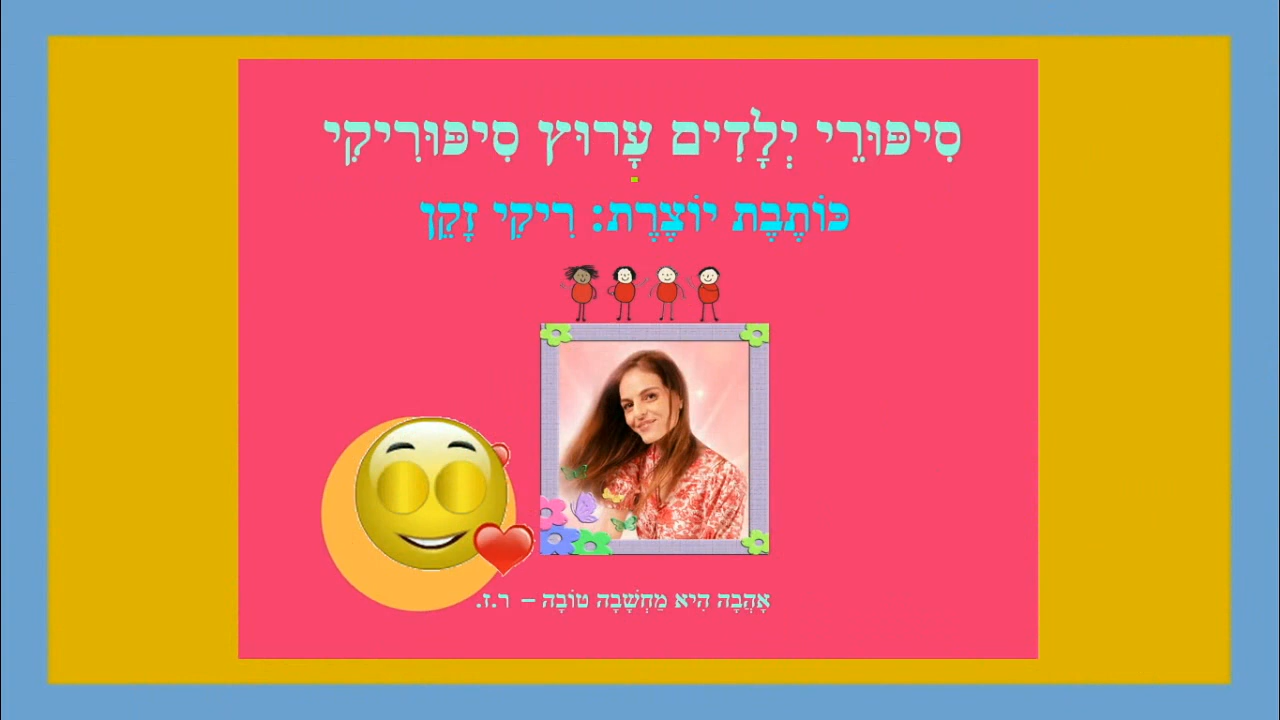 סִיפּוּרֵי יְלָדִים עָרוּץ סִיפּוּרִיקִי
כּוֹתֶבֶת יוֹצֶרֶת: רִיקִי זָקֵן
אָהֲבָה הִיא מַחְשָׁבָה טוֹבָה – ר.ז.